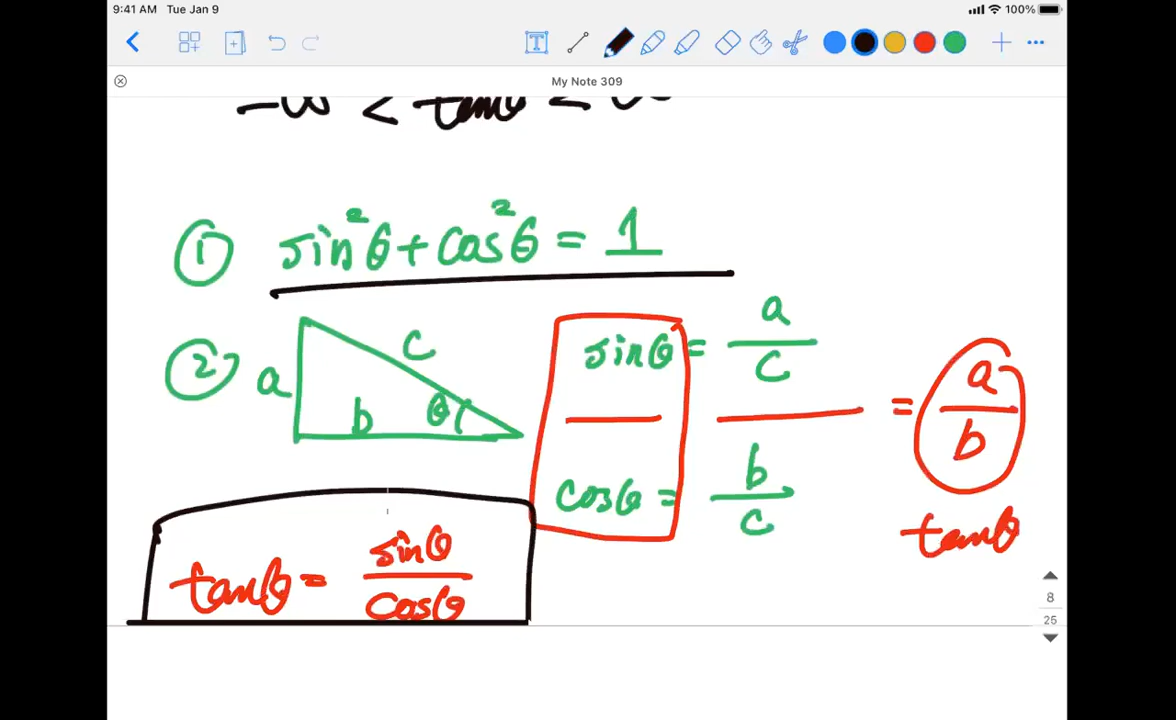 9:41 AM Tue Jan 9
100%
My Note 309
-∞ < tanθ < ∞
① sin²θ + cos²θ = 1
② a b c θ
sinθ = a/c
cosθ = b/c
= a/b
tanθ
tanθ = sinθ/cosθ
8
25